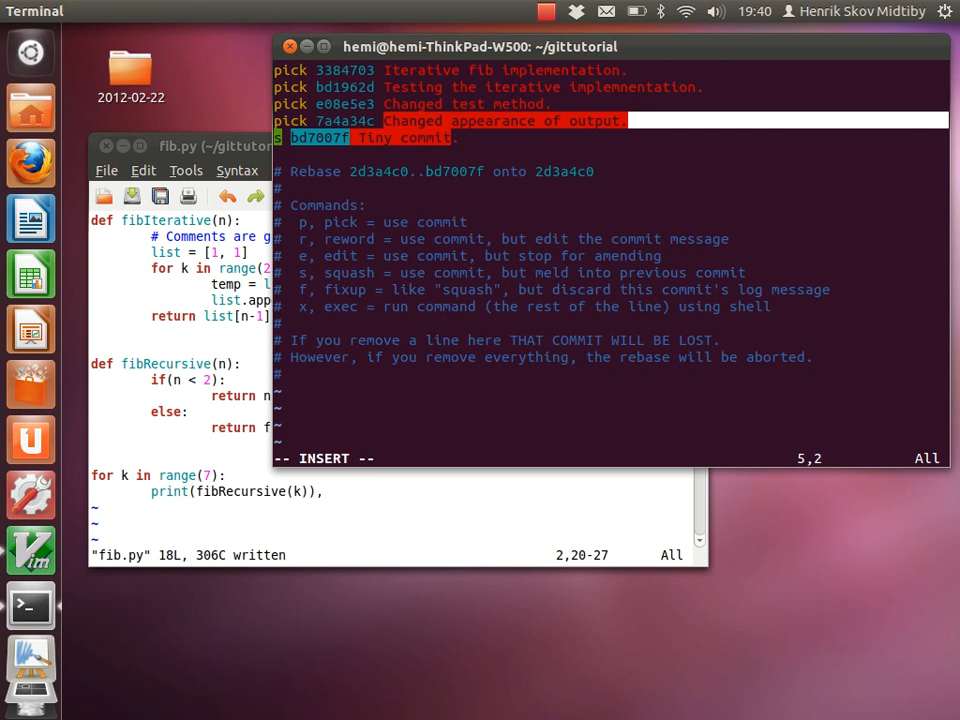 Terminal
19:40
Henrik Skov Midtiby
2012-02-22
hemi@hemi-ThinkPad-W500: ~/gittutorial
pick 3384703 Iterative fib implementation.
pick bd1962d Testing the iterative implemnentation.
pick e08e5e3 Changed test method.
pick 7a4a34c Changed appearance of output.
s bd7007f Tiny commit.
# Rebase 2d3a4c0..bd7007f onto 2d3a4c0
#
# Commands:
#  p, pick = use commit
#  r, reword = use commit, but edit the commit message
#  e, edit = use commit, but stop for amending
#  s, squash = use commit, but meld into previous commit
#  f, fixup = like "squash", but discard this commit's log message
#  x, exec = run command (the rest of the line) using shell
#
# If you remove a line here THAT COMMIT WILL BE LOST.
# However, if you remove everything, the rebase will be aborted.
#
~
~
~
~
-- INSERT --
5,2
All
fib.py (~/gittutor
File Edit Tools Syntax
def fibIterative(n):
# Comments are g
list = [1, 1]
for k in range(2
temp = l
list.app
return list[n-1]
def fibRecursive(n):
if(n < 2):
return n
else:
return f
for k in range(7):
print(fibRecursive(k)),
~
~
~
"fib.py" 18L, 306C written
2,20-27
All
U
Vim
>_